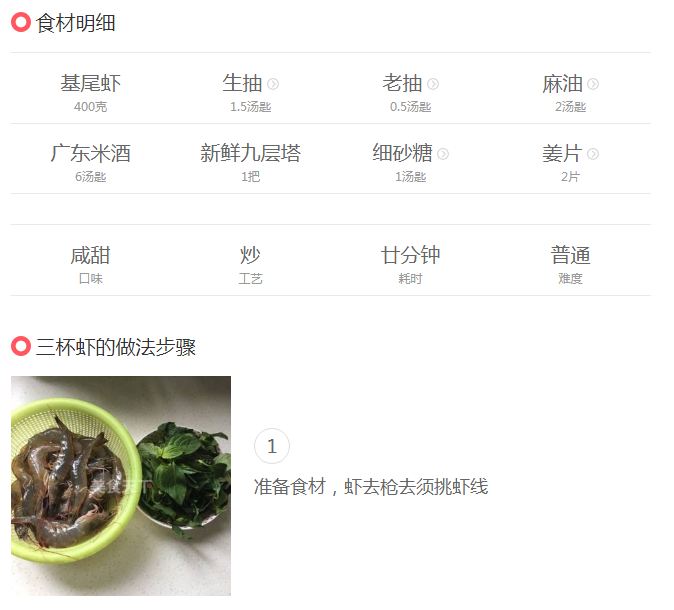 食材明细
基尾虾 生抽 老抽 麻油
400克 1.5汤匙 0.5汤匙 2汤匙
广东米酒 新鲜九层塔 细砂糖 姜片
6汤匙 1把 1汤匙 2片
咸甜 炒 廿分钟 普通
口味 工艺 耗时 难度
三杯虾的做法步骤
1
准备食材，虾去枪去须挑虾线
美食天下